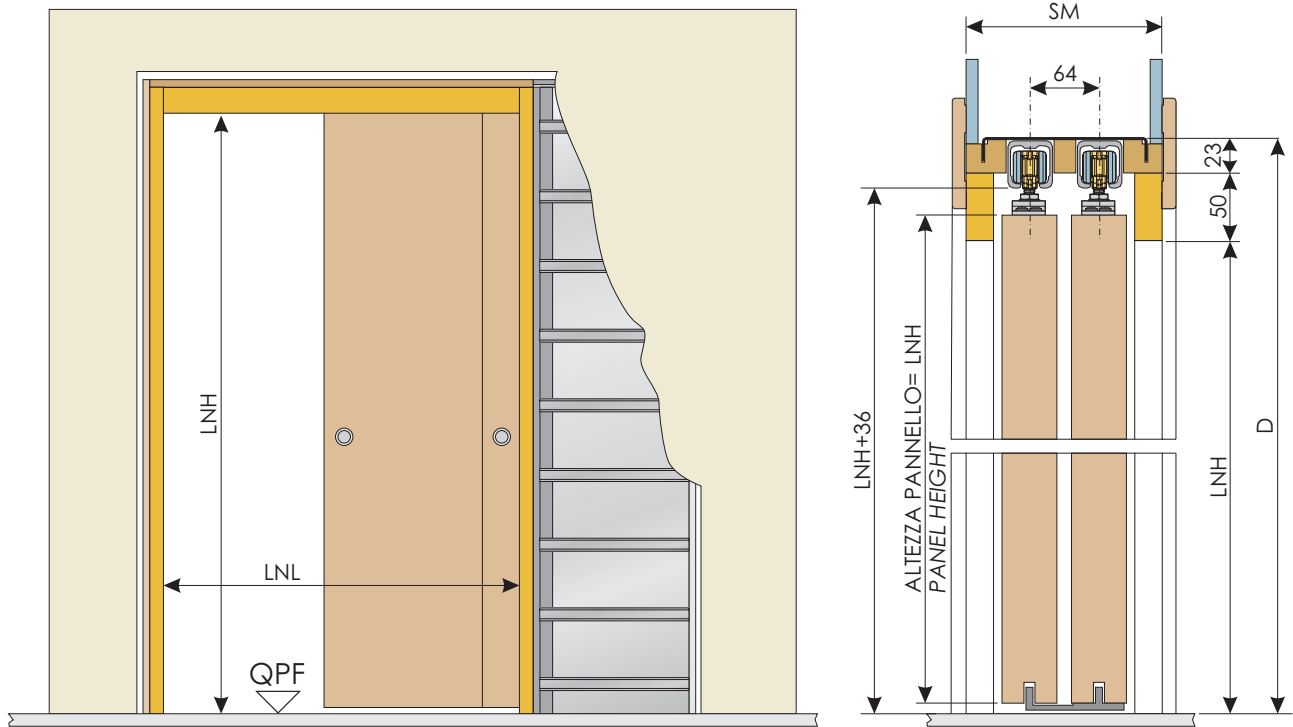 LNH
LNL
QPF
SM
64
23
50
LNH+36
ALTEZZA PANNELLO= LNH
PANEL HEIGHT
LNH
D